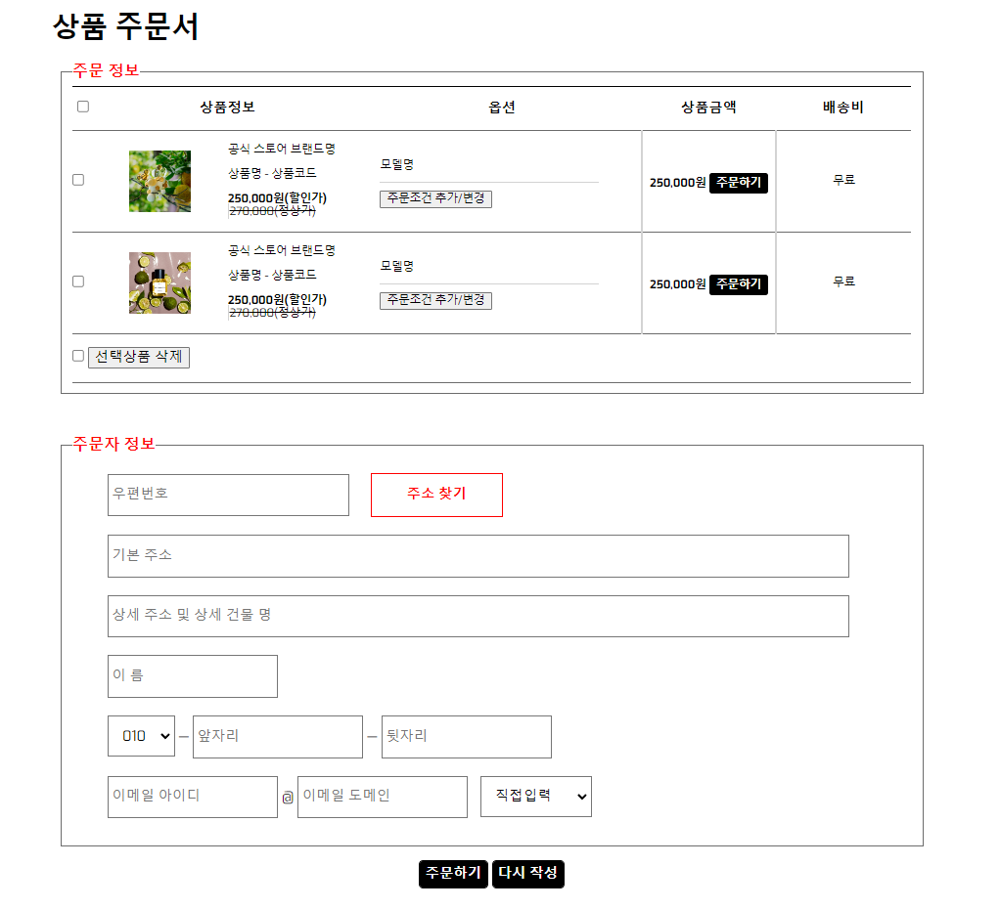 상품 주문서
주문 정보
상품정보 옵션 상품금액 배송비
공식 스토어 브랜드명
상품명 - 상품코드
250,000원(할인가)
270,000(정상가)
모델명
주문조건 추가/변경
250,000원 주문하기
무료
공식 스토어 브랜드명
상품명 - 상품코드
250,000원(할인가)
270,000(정상가)
모델명
주문조건 추가/변경
250,000원 주문하기
무료
선택상품 삭제
주문자 정보
우편번호 주소 찾기
기본 주소
상세 주소 및 상세 건물 명
이 름
010 – 앞자리 – 뒷자리
이메일 아이디 @ 이메일 도메인 직접입력
주문하기 다시 작성